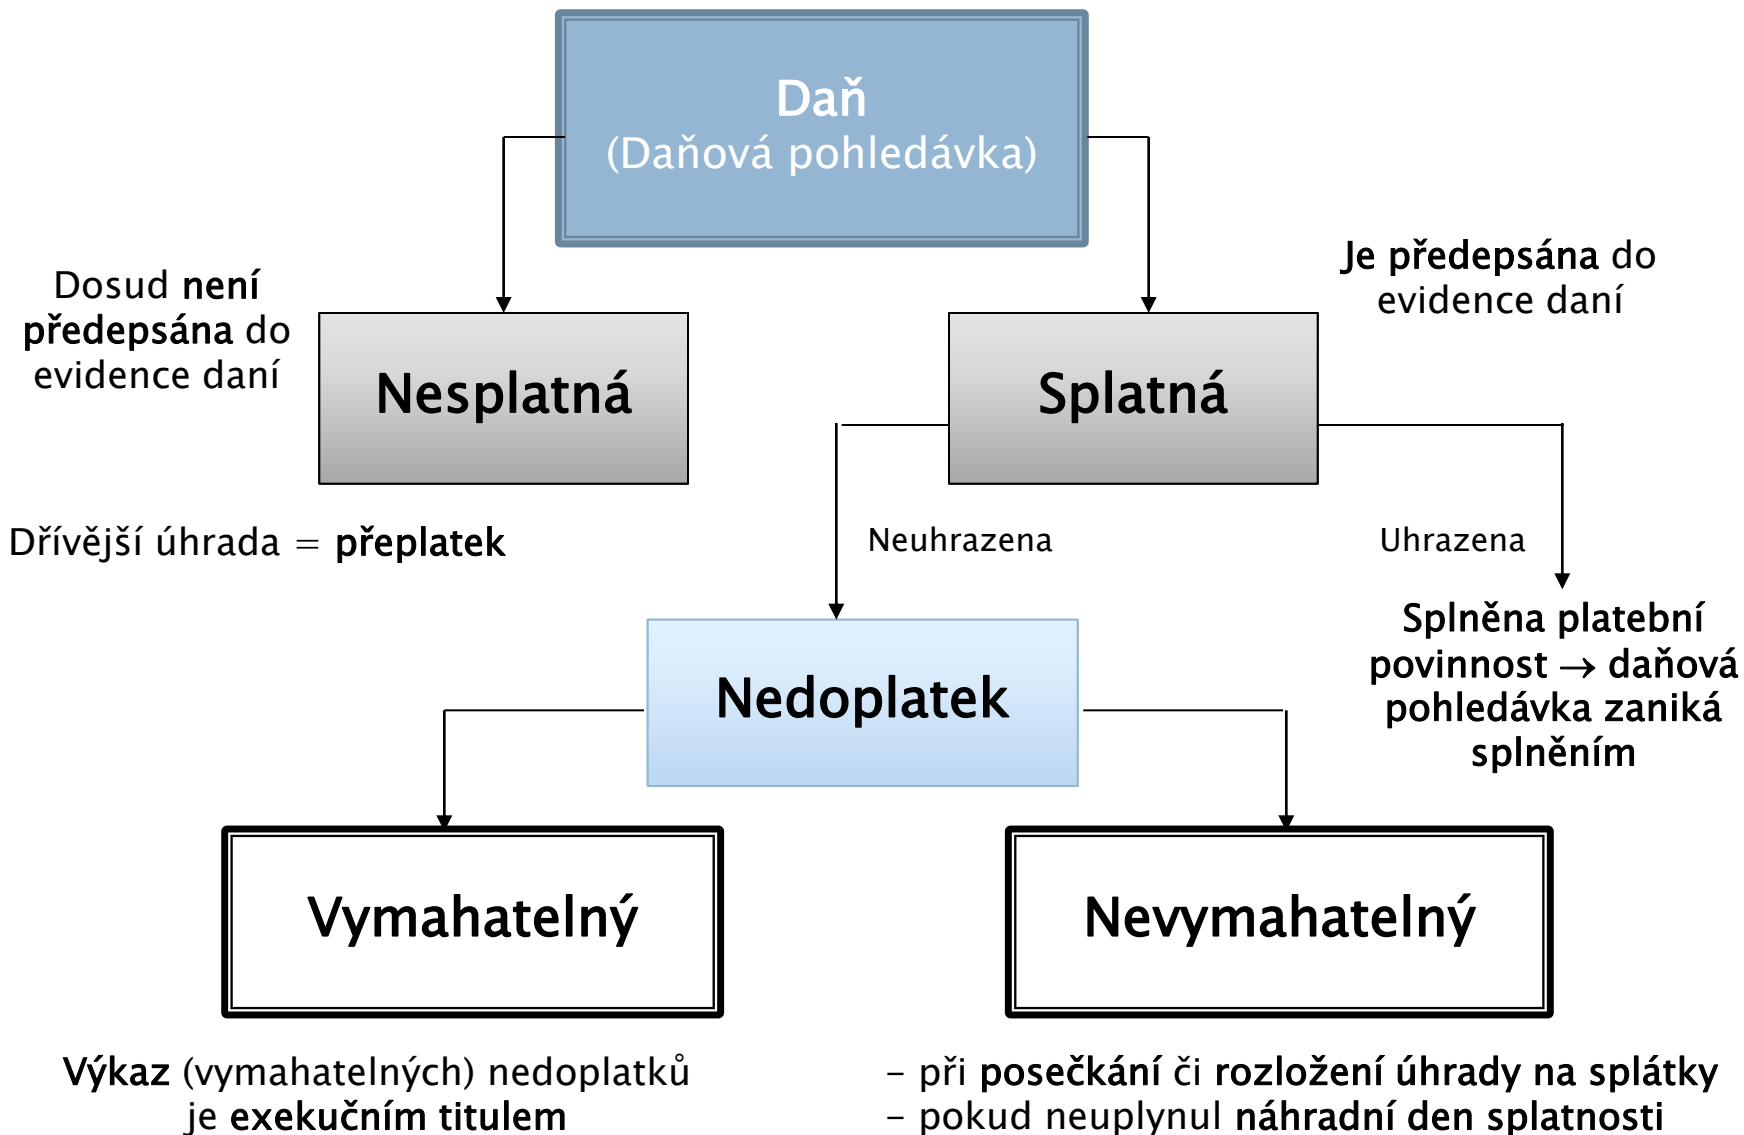 Daň
(Daňová pohledávka)
Dosud není
předepsána do
evidence daní
Je předepsána do
evidence daní
Nesplatná
Splatná
Dřívější úhrada = přeplatek
Neuhrazena
Uhrazena
Splněna platební
povinnost → daňová
pohledávka zaniká
splněním
Nedoplatek
Vymahatelný
Nevymahatelný
Výkaz (vymahatelných) nedoplatků
je exekučním titulem
– při posečkání či rozložení úhrady na splátky
– pokud neuplynul náhradní den splatnosti